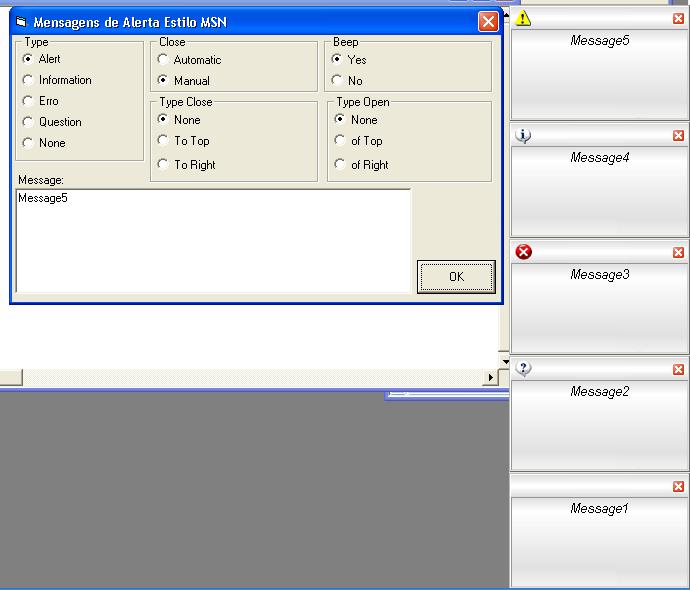 Mensagens de Alerta Estilo MSN
Type
Alert
Information
Erro
Question
None
Close
Automatic
Manual
Beep
Yes
No
Type Close
None
To Top
To Right
Type Open
None
of Top
of Right
Message:
Message5
OK
Message5
Message4
Message3
Message2
Message1